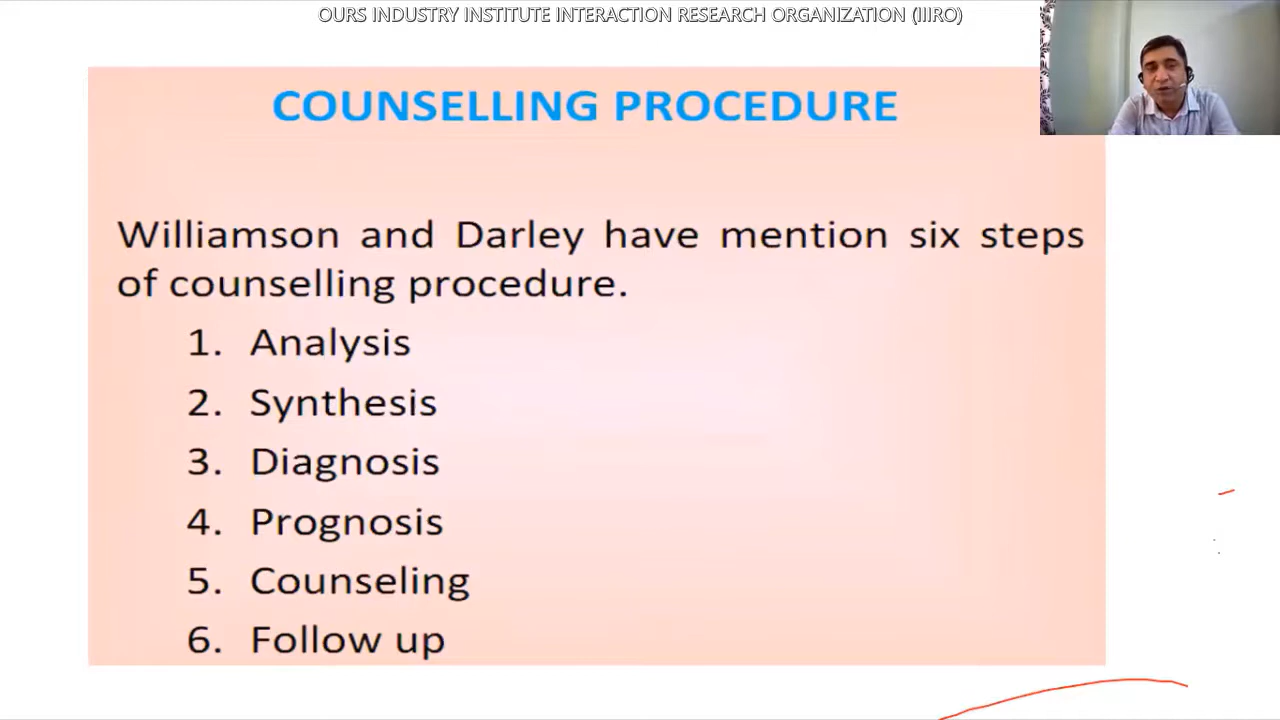 OURS INDUSTRY INSTITUTE INTERACTION RESEARCH ORGANIZATION (IIIRO)
COUNSELLING PROCEDURE
Williamson and Darley have mention six steps
of counselling procedure.
1. Analysis
2. Synthesis
3. Diagnosis
4. Prognosis
5. Counseling
6. Follow up